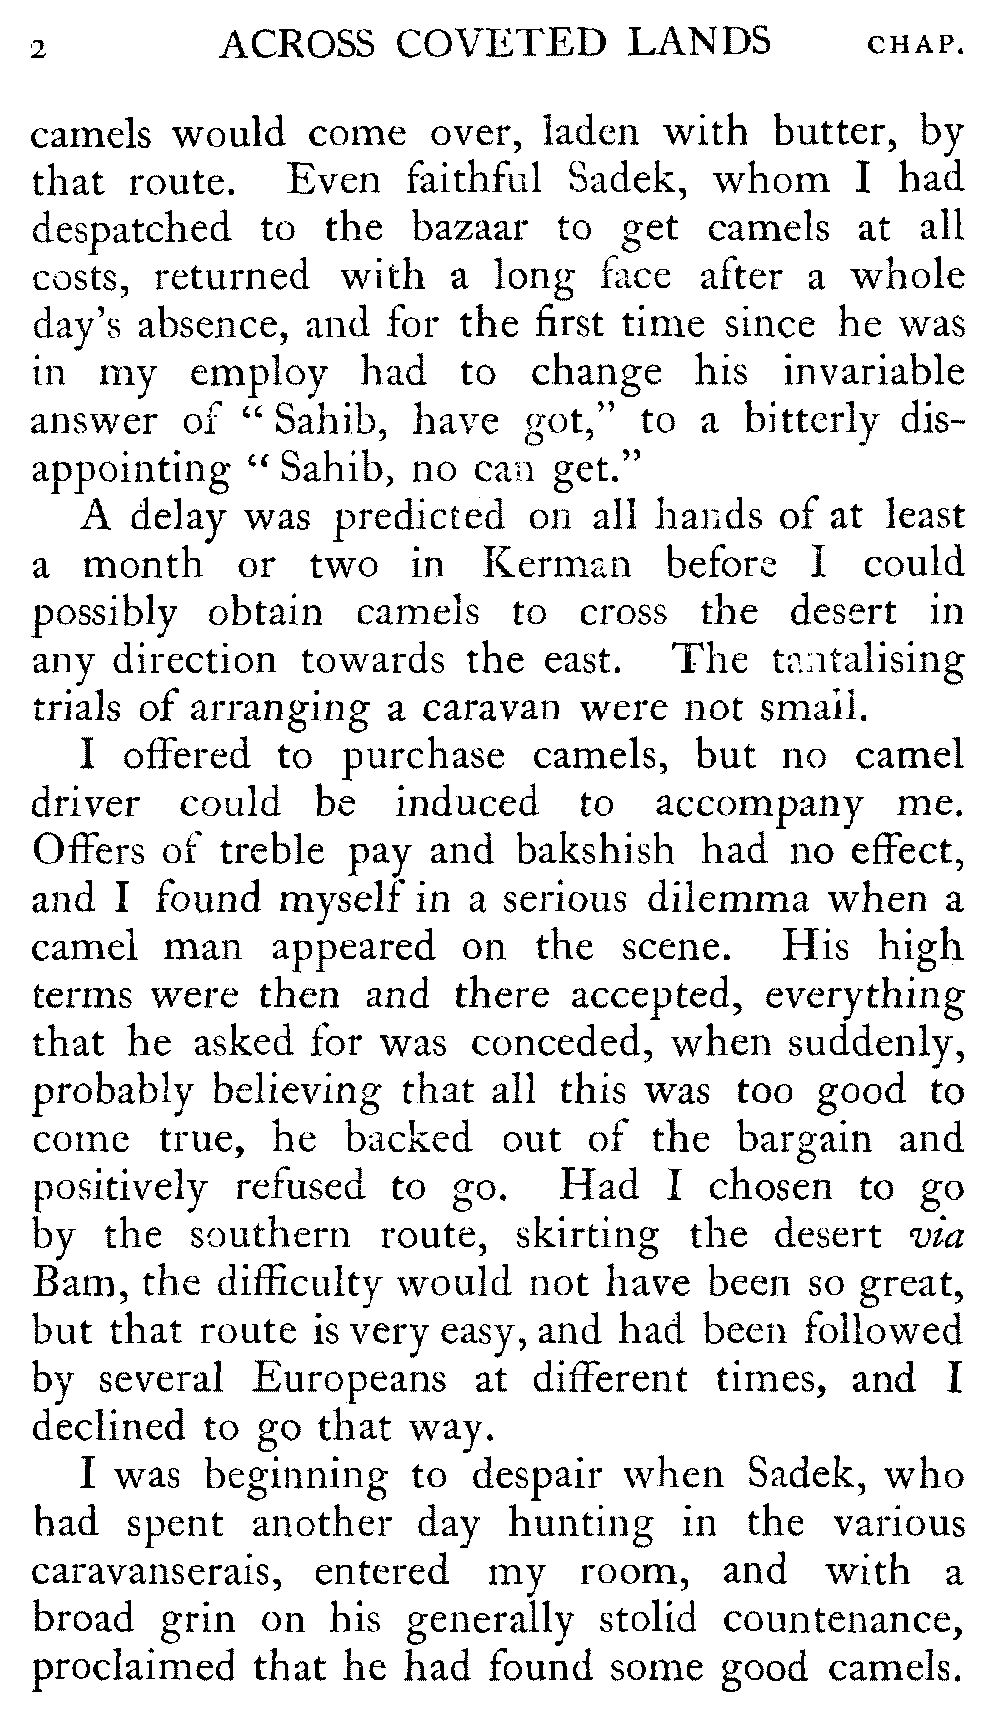 2 ACROSS COVETED LANDS CHAP.
camels would come over, laden with butter, by
that route. Even faithful Sadek, whom I had
despatched to the bazaar to get camels at all
costs, returned with a long face after a whole
day's absence, and for the first time since he was
in my employ had to change his invariable
answer of “ Sahib, have got,” to a bitterly dis-
appointing “ Sahib, no can get.”
A delay was predicted on all hands of at least
a month or two in Kerman before I could
possibly obtain camels to cross the desert in
any direction towards the east. The tantalising
trials of arranging a caravan were not small.
I offered to purchase camels, but no camel
driver could be induced to accompany me.
Offers of treble pay and bakshish had no effect,
and I found myself in a serious dilemma when a
camel man appeared on the scene. His high
terms were then and there accepted, everything
that he asked for was conceded, when suddenly,
probably believing that all this was too good to
come true, he backed out of the bargain and
positively refused to go. Had I chosen to go
by the southern route, skirting the desert via
Bam, the difficulty would not have been so great,
but that route is very easy, and had been followed
by several Europeans at different times, and I
declined to go that way.
I was beginning to despair when Sadek, who
had spent another day hunting in the various
caravanserais, entered my room, and with a
broad grin on his generally stolid countenance,
proclaimed that he had found some good camels.